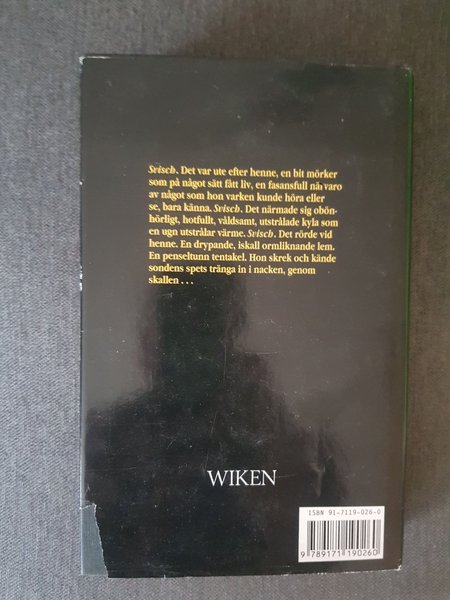 Svisch. Det var ute efter henne, en bit mörker
som på något sätt fått liv, en fasansfull närvaro
av något som hon varken kunde höra eller
se, bara känna. Svisch. Det närmade sig obön-
hörligt, hotfullt, våldsamt, utstrålade kyla som
en ugn utstrålar värme. Svisch. Det rörde vid
henne. En drypande, iskall ormliknande lem.
En penseltunn tentakel. Hon skrek och kände
sondens spets tränga in i nacken, genom
skallen . . .
WIKEN
ISBN 91-7119-026-0
9 789171 190260